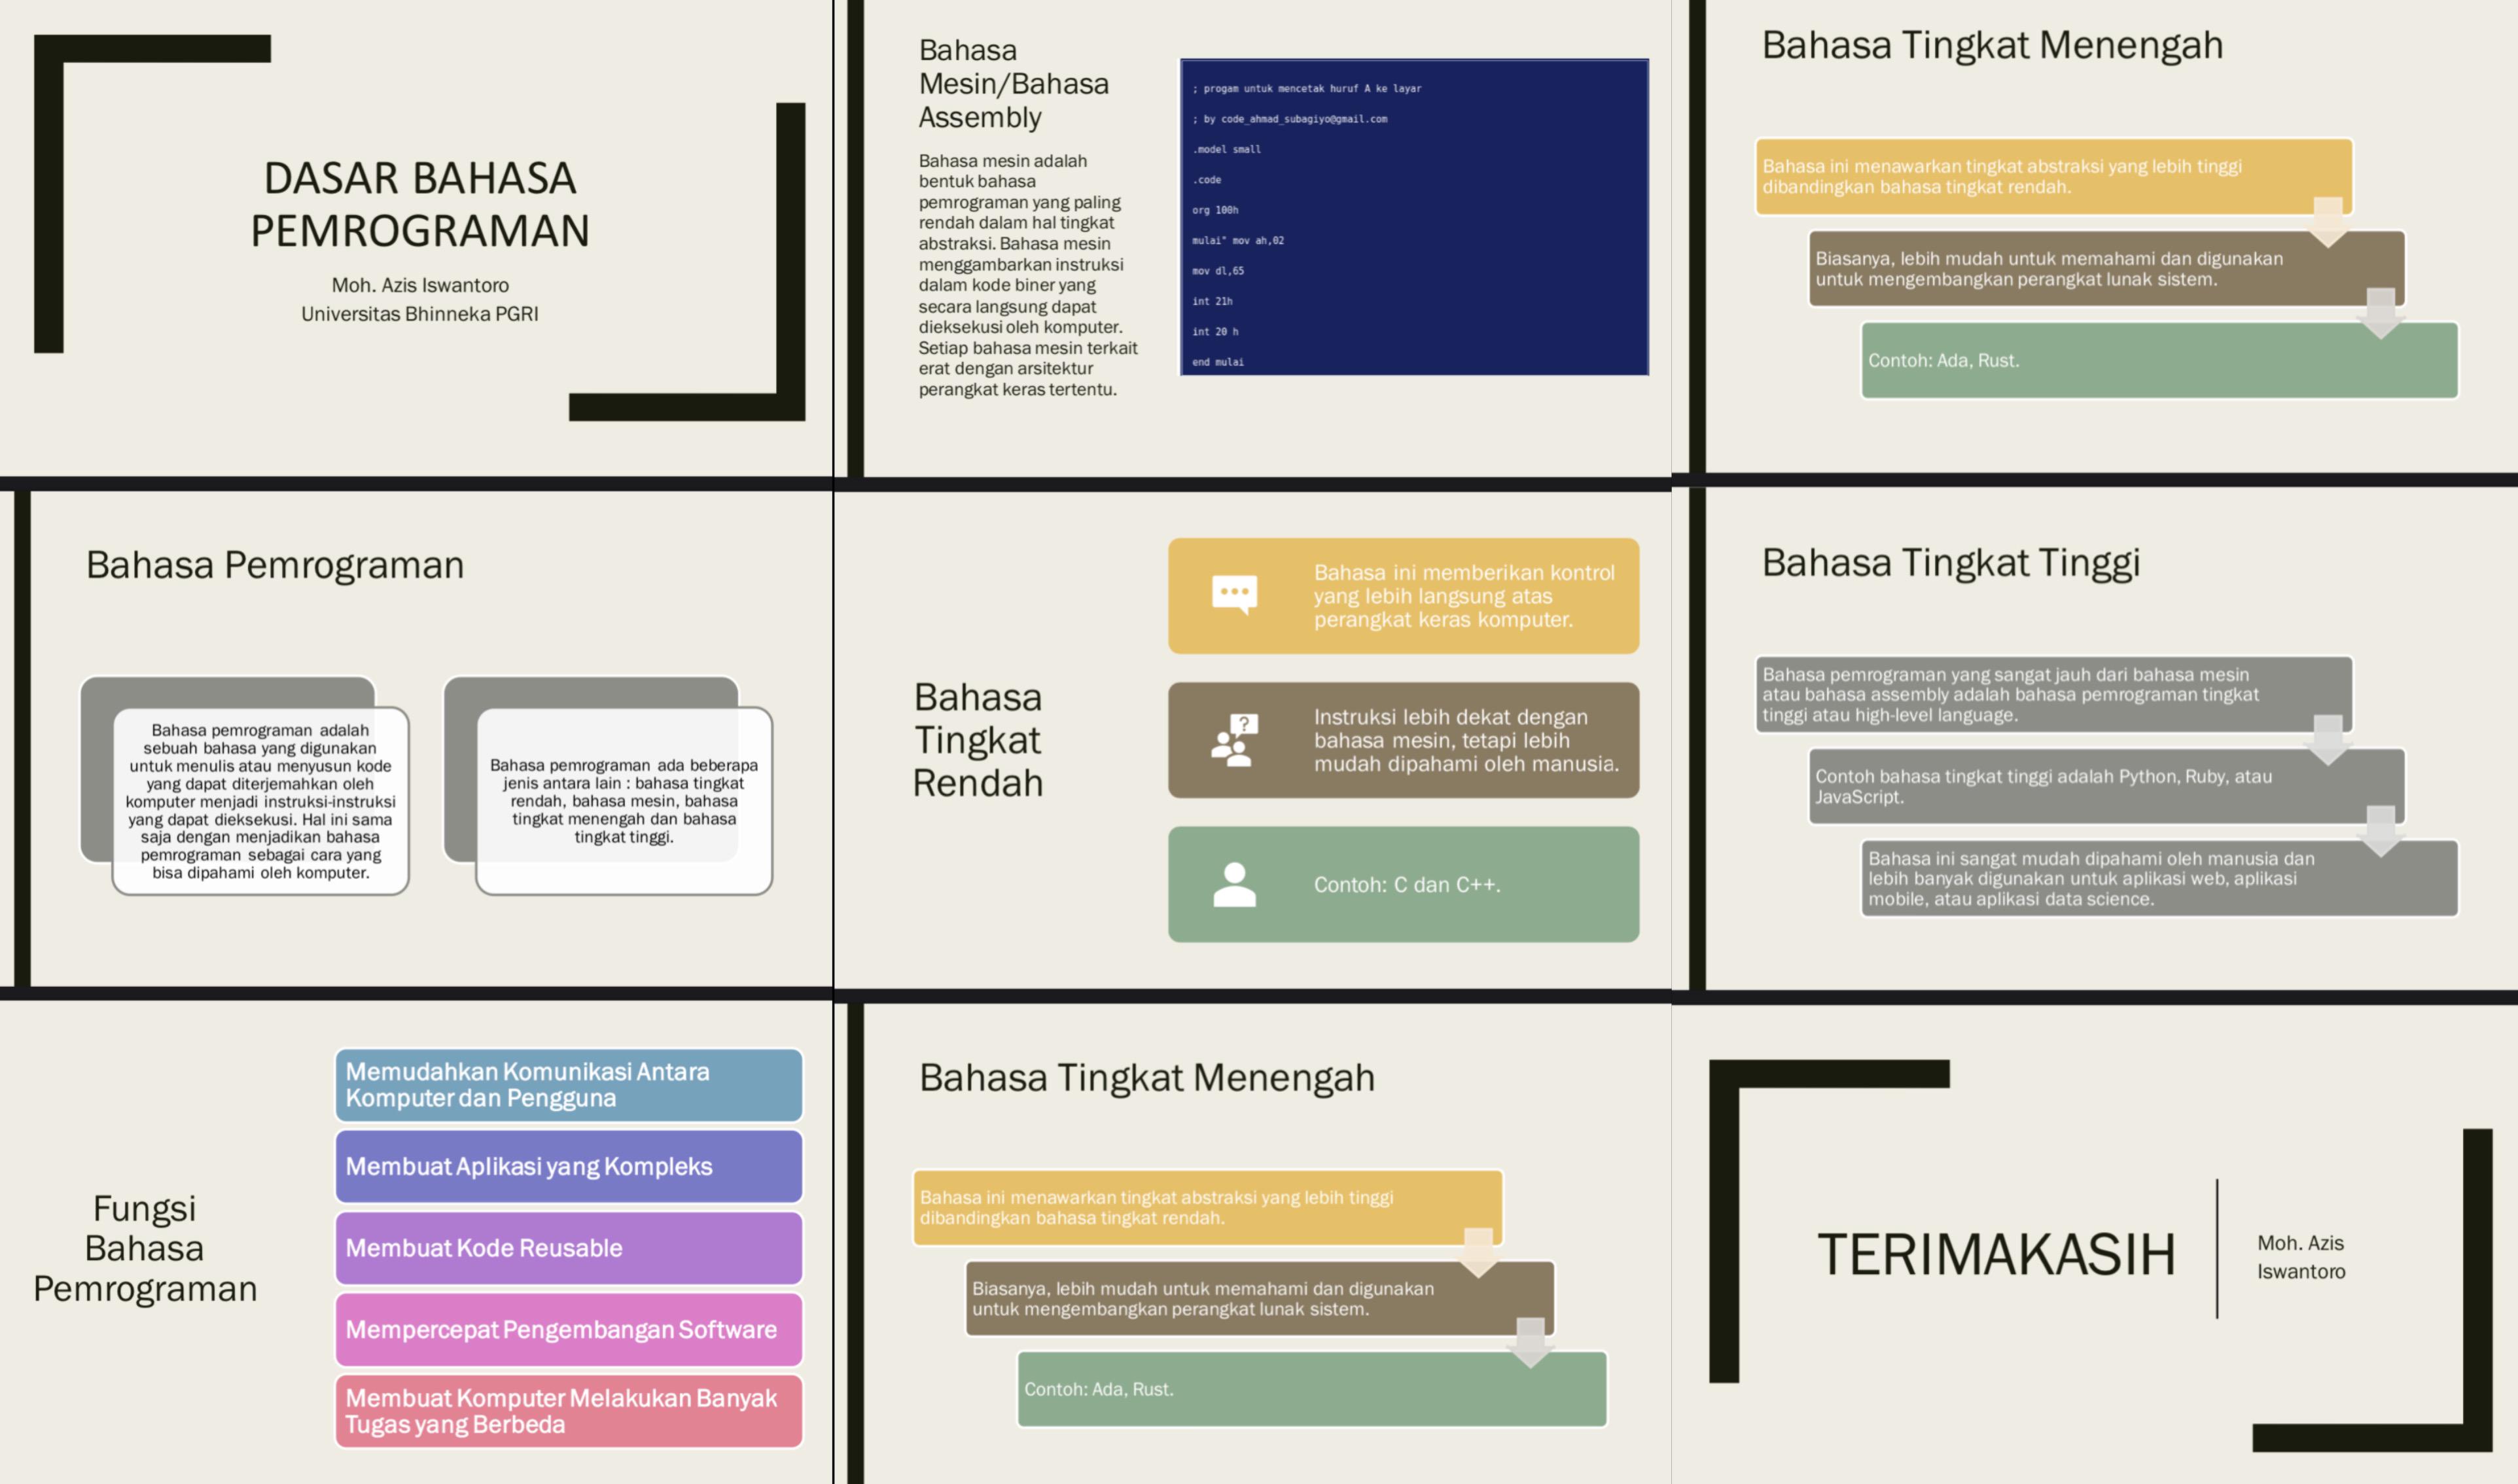 DASAR BAHASA
PEMROGRAMAN
Moh. Azis Iswantoro
Universitas Bhinneka PGRI
Bahasa Pemrograman
Bahasa pemrograman adalah
sebuah bahasa yang digunakan
untuk menulis atau menyusun kode
yang dapat diterjemahkan oleh
komputer menjadi instruksi-instruksi
yang dapat dieksekusi. Hal ini sama
saja dengan menjadikan bahasa
pemrograman sebagai cara yang
bisa dipahami oleh komputer.
Bahasa pemrograman ada beberapa
jenis antara lain : bahasa tingkat
rendah, bahasa mesin, bahasa
tingkat menengah dan bahasa
tingkat tinggi.
Fungsi
Bahasa
Pemrograman
Memudahkan Komunikasi Antara
Komputer dan Pengguna
Membuat Aplikasi yang Kompleks
Membuat Kode Reusable
Mempercepat Pengembangan Software
Membuat Komputer Melakukan Banyak
Tugas yang Berbeda
Bahasa
Mesin/Bahasa
Assembly
Bahasa mesin adalah
bentuk bahasa
pemrograman yang paling
rendah dalam hal tingkat
abstraksi. Bahasa mesin
menggambarkan instruksi
dalam kode biner yang
secara langsung dapat
dieksekusi oleh komputer.
Setiap bahasa mesin terkait
erat dengan arsitektur
perangkat keras tertentu.
; progam untuk mencetak huruf A ke layar
; by code_ahmad_subagiyo@gmail.com
.model small
.code
org 100h
mulai" mov ah,02
mov dl,65
int 21h
int 20 h
end mulai
Bahasa
Tingkat
Rendah
Bahasa ini memberikan kontrol
yang lebih langsung atas
perangkat keras komputer.
Instruksi lebih dekat dengan
bahasa mesin, tetapi lebih
mudah dipahami oleh manusia.
Contoh: C dan C++.
Bahasa Tingkat Menengah
Bahasa ini menawarkan tingkat abstraksi yang lebih tinggi
dibandingkan bahasa tingkat rendah.
Biasanya, lebih mudah untuk memahami dan digunakan
untuk mengembangkan perangkat lunak sistem.
Contoh: Ada, Rust.
Bahasa Tingkat Menengah
Bahasa ini menawarkan tingkat abstraksi yang lebih tinggi
dibandingkan bahasa tingkat rendah.
Biasanya, lebih mudah untuk memahami dan digunakan
untuk mengembangkan perangkat lunak sistem.
Contoh: Ada, Rust.
Bahasa Tingkat Tinggi
Bahasa pemrograman yang sangat jauh dari bahasa mesin
atau bahasa assembly adalah bahasa pemrograman tingkat
tinggi atau high-level language.
Contoh bahasa tingkat tinggi adalah Python, Ruby, atau
JavaScript.
Bahasa ini sangat mudah dipahami oleh manusia dan
lebih banyak digunakan untuk aplikasi web, aplikasi
mobile, atau aplikasi data science.
TERIMAKASIH
Moh. Azis
Iswantoro